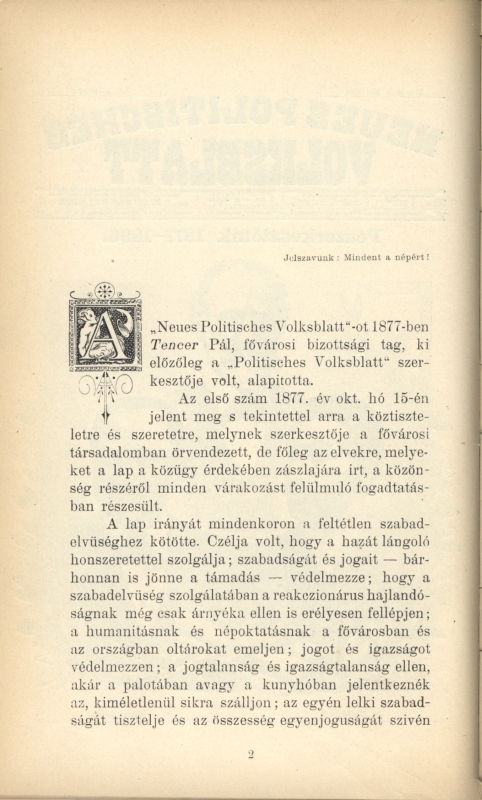 Jelszavunk : Mindent a népért!
A „Neues Politisches Volksblatt“-ot 1877-ben
Tencer Pál, fővárosi bizottsági tag, ki
előzőleg a „Politisches Volksblatt“ szer-
kesztője volt, alapitotta.
Az első szám 1877. év okt. hó 15-én
jelent meg s tekintettel arra a köztiszte-
letre és szeretetre, melynek szerkesztője a fővárosi
társadalomban örvendezett, de főleg az elvekre, melye-
ket a lap a közügy érdekében zászlajára irt, a közön-
ség részéről minden várakozást felülmuló fogadtatás-
ban részesült.
A lap irányát mindenkoron a feltétlen szabad-
elvüséghez kötötte. Czélja volt, hogy a hazát lángoló
honszeretettel szolgálja ; szabadságát és jogait — bár-
honnan is jönne a támadás — védelmezze ; hogy a
szabadelvüség szolgálatában a reakczionárus hajlandó-
ságnak még csak árnyéka ellen is erélyesen fellépjen ;
a humanitásnak és népoktatásnak a fővárosban és
az országban oltárokat emeljen ; jogot és igazságot
védelmezzen ; a jogtalanság és igazságtalanság ellen,
akár a palotában avagy a kunyhóban jelentkeznék
az, kiméletlenül sikra szálljon ; az egyén lelki szabad-
ságát tisztelje és az összesség egyenjoguságát szivén
2